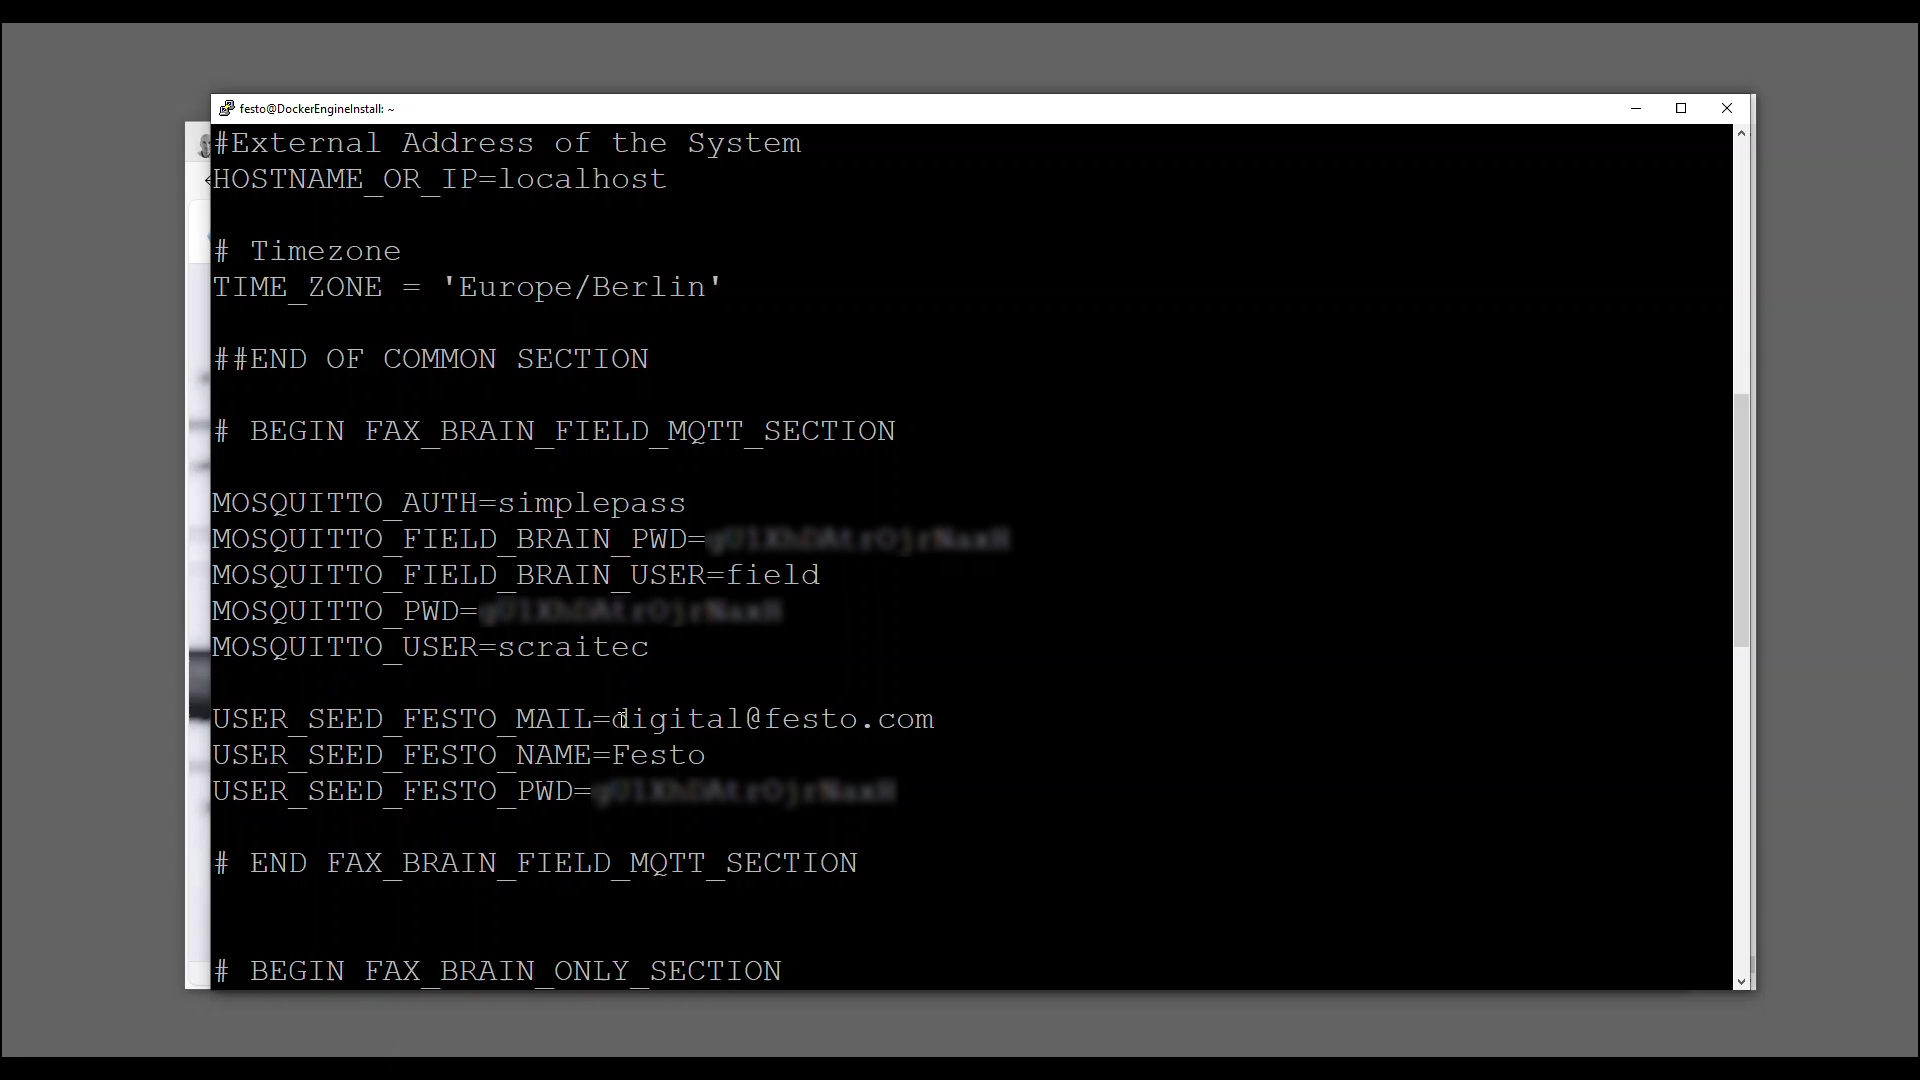 festo@DockerEngineInstall: ~
#External Address of the System
HOSTNAME_OR_IP=localhost
# Timezone
TIME_ZONE = 'Europe/Berlin'
##END OF COMMON SECTION
# BEGIN FAX_BRAIN_FIELD_MQTT_SECTION
MOSQUITTO_AUTH=simplepass
MOSQUITTO_FIELD_BRAIN_PWD=
MOSQUITTO_FIELD_BRAIN_USER=field
MOSQUITTO_PWD=
MOSQUITTO_USER=scraitec
USER_SEED_FESTO_MAIL=digital@festo.com
USER_SEED_FESTO_NAME=Festo
USER_SEED_FESTO_PWD=
# END FAX_BRAIN_FIELD_MQTT_SECTION
# BEGIN FAX_BRAIN_ONLY_SECTION